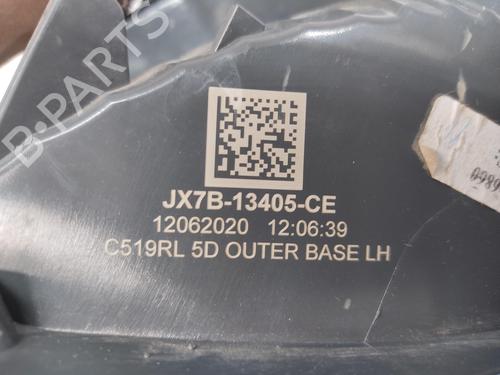 B-PARTS
JX7B-13405-CE
12062020 12:06:39
C519RL 5D OUTER BASE LH